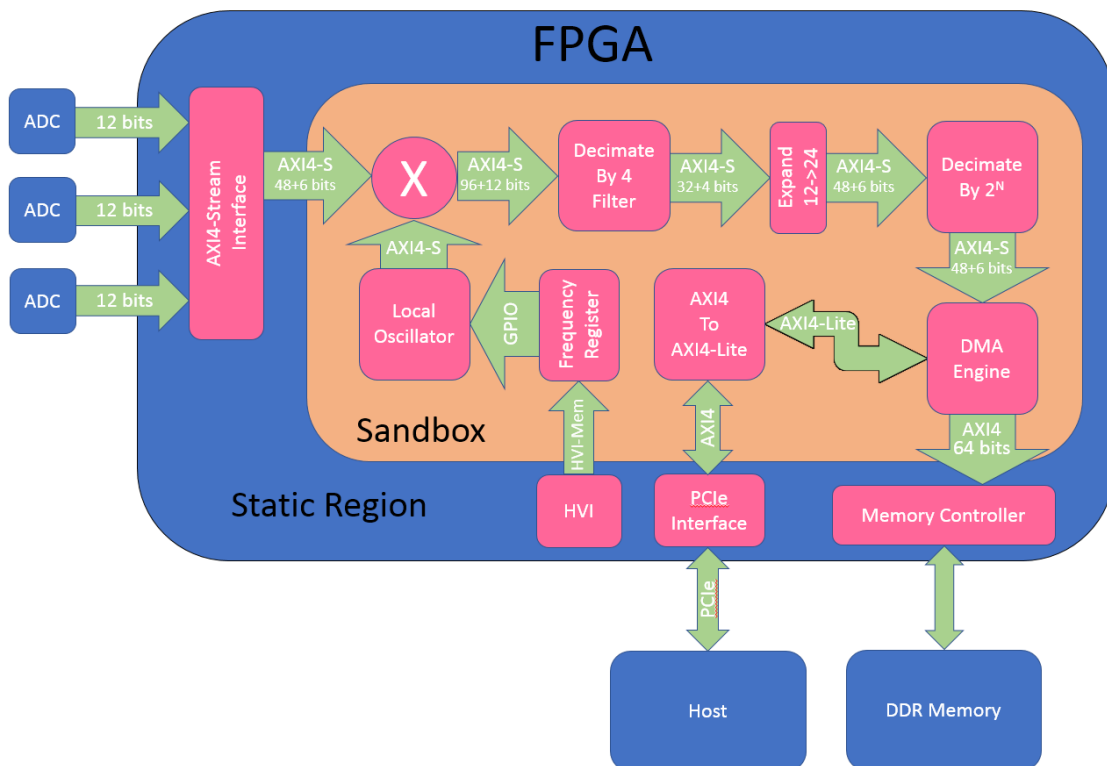 FPGA
ADC
12 bits
ADC
12 bits
ADC
12 bits
AXI4-Stream
Interface
AXI4-S
48+6 bits
X
AXI4-S
96+12 bits
Decimate
By 4
Filter
AXI4-S
32+4 bits
Expand
12->24
AXI4-S
48+6 bits
Decimate
By 2ᴺ
AXI4-S
Local
Oscillator
GPIO
Frequency
Register
AXI4
To
AXI4-Lite
AXI4-Lite
AXI4-S
48+6 bits
DMA
Engine
Sandbox
HVI-Mem
AXI4
AXI4
64 bits
Static Region
HVI
PCIe
Interface
Memory Controller
PCIe
Host
DDR Memory